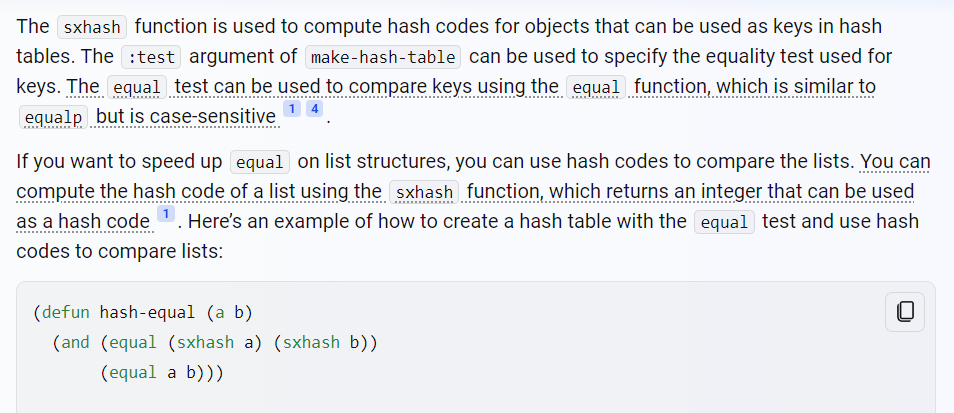 The sxhash function is used to compute hash codes for objects that can be used as keys in hash
tables. The :test argument of make-hash-table can be used to specify the equality test used for
keys. The equal test can be used to compare keys using the equal function, which is similar to
equalp but is case-sensitive 1 4 .
If you want to speed up equal on list structures, you can use hash codes to compare the lists. You can
compute the hash code of a list using the sxhash function, which returns an integer that can be used
as a hash code 1 . Here’s an example of how to create a hash table with the equal test and use hash
codes to compare lists:
(defun hash-equal (a b)
  (and (equal (sxhash a) (sxhash b))
       (equal a b)))